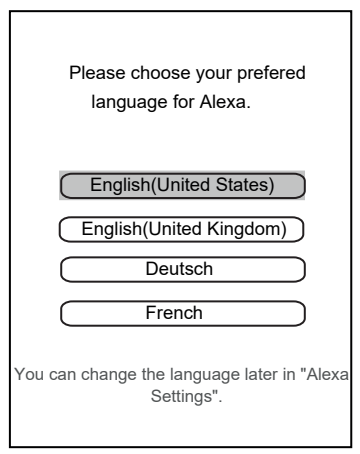 Please choose your prefered
language for Alexa.
English(United States)
English(United Kingdom)
Deutsch
French
You can change the language later in "Alexa
Settings".